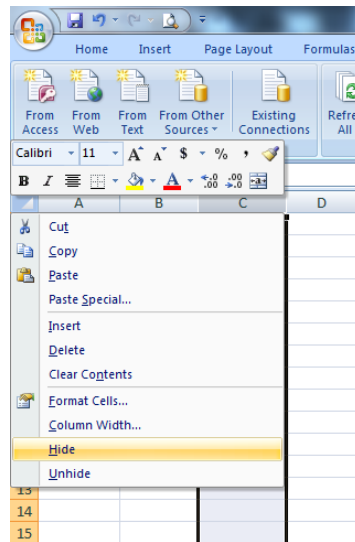 Home Insert Page Layout Formulas
From Access
From Web
From Text
From Other Sources
Existing Connections
Refre
All
Calibri 11 A A $ % ,
B I A .00 .0
A B C D
Cut
Copy
Paste
Paste Special...
Insert
Delete
Clear Contents
Format Cells...
Column Width...
Hide
Unhide
13
14
15